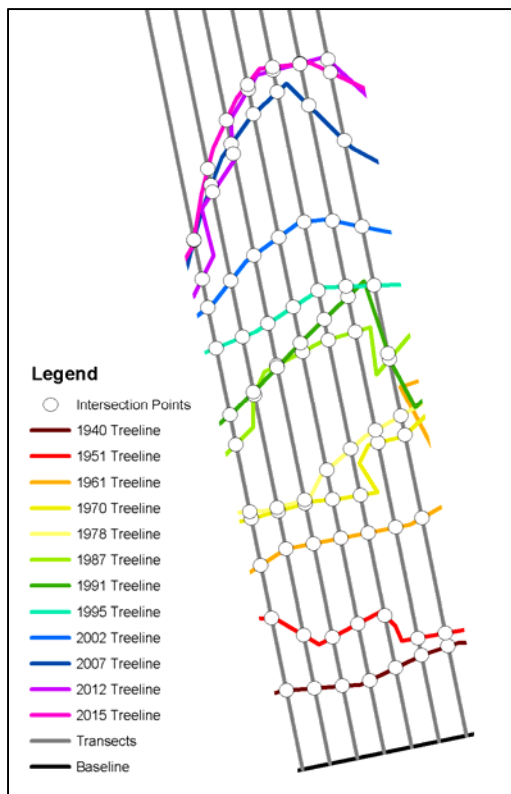 Legend
Intersection Points
1940 Treeline
1951 Treeline
1961 Treeline
1970 Treeline
1978 Treeline
1987 Treeline
1991 Treeline
1995 Treeline
2002 Treeline
2007 Treeline
2012 Treeline
2015 Treeline
Transects
Baseline